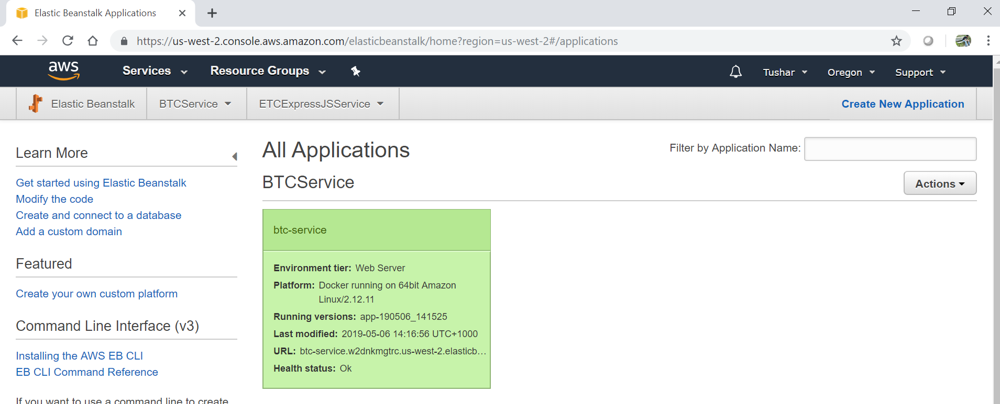 Elastic Beanstalk Applications
https://us-west-2.console.aws.amazon.com/elasticbeanstalk/home?region=us-west-2#/applications
aws Services Resource Groups Tushar Oregon Support
Elastic Beanstalk BTCService ETCExpressJSService Create New Application
Learn More
Get started using Elastic Beanstalk
Modify the code
Create and connect to a database
Add a custom domain
Featured
Create your own custom platform
Command Line Interface (v3)
Installing the AWS EB CLI
EB CLI Command Reference
If you want to use a command line to create
All Applications
Filter by Application Name:
BTCService
Actions
btc-service
Environment tier: Web Server
Platform: Docker running on 64bit Amazon
Linux/2.12.11
Running versions: app-190506_141525
Last modified: 2019-05-06 14:16:56 UTC+1000
URL: btc-service.w2dnkmgtrc.us-west-2.elasticb...
Health status: Ok